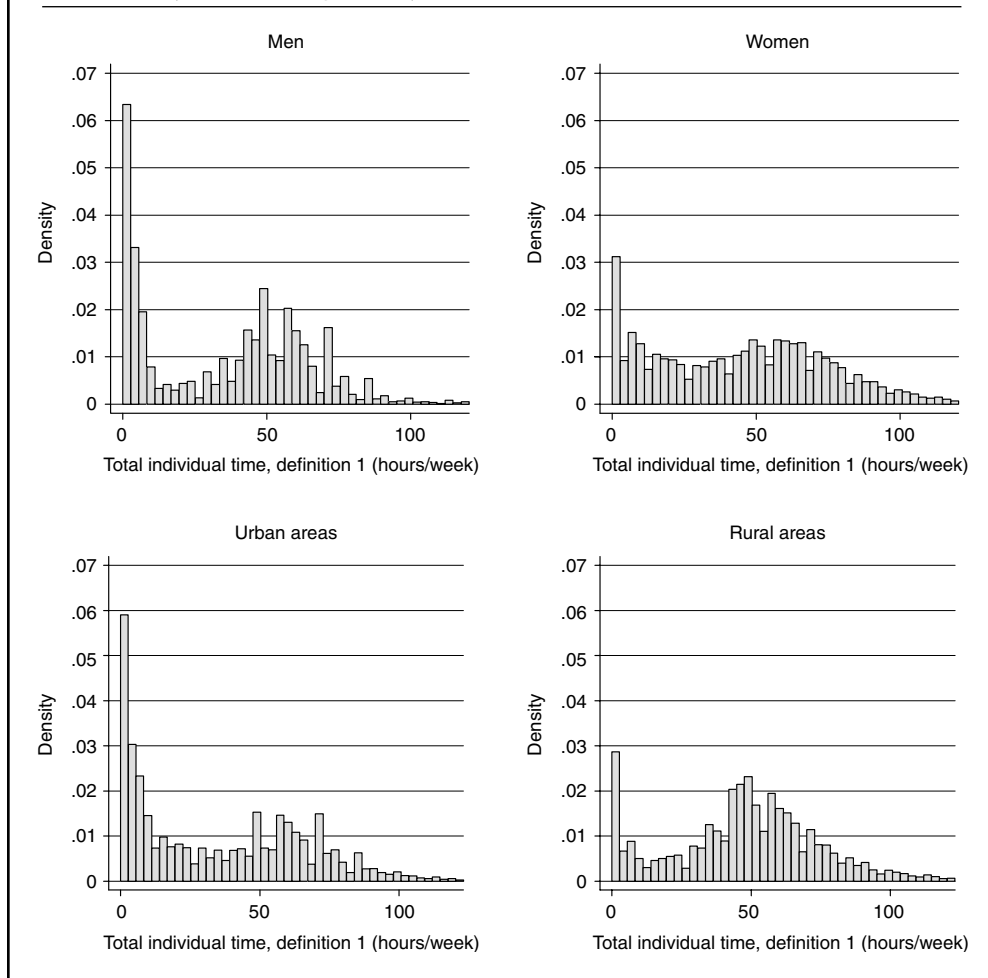 Men
Women
.07
.06
.05
.04
.03
.02
.01
0
Density
0 50 100
Total individual time, definition 1 (hours/week)
.07
.06
.05
.04
.03
.02
.01
0
Density
0 50 100
Total individual time, definition 1 (hours/week)
Urban areas
Rural areas
.07
.06
.05
.04
.03
.02
.01
0
Density
0 50 100
Total individual time, definition 1 (hours/week)
.07
.06
.05
.04
.03
.02
.01
0
Density
0 50 100
Total individual time, definition 1 (hours/week)